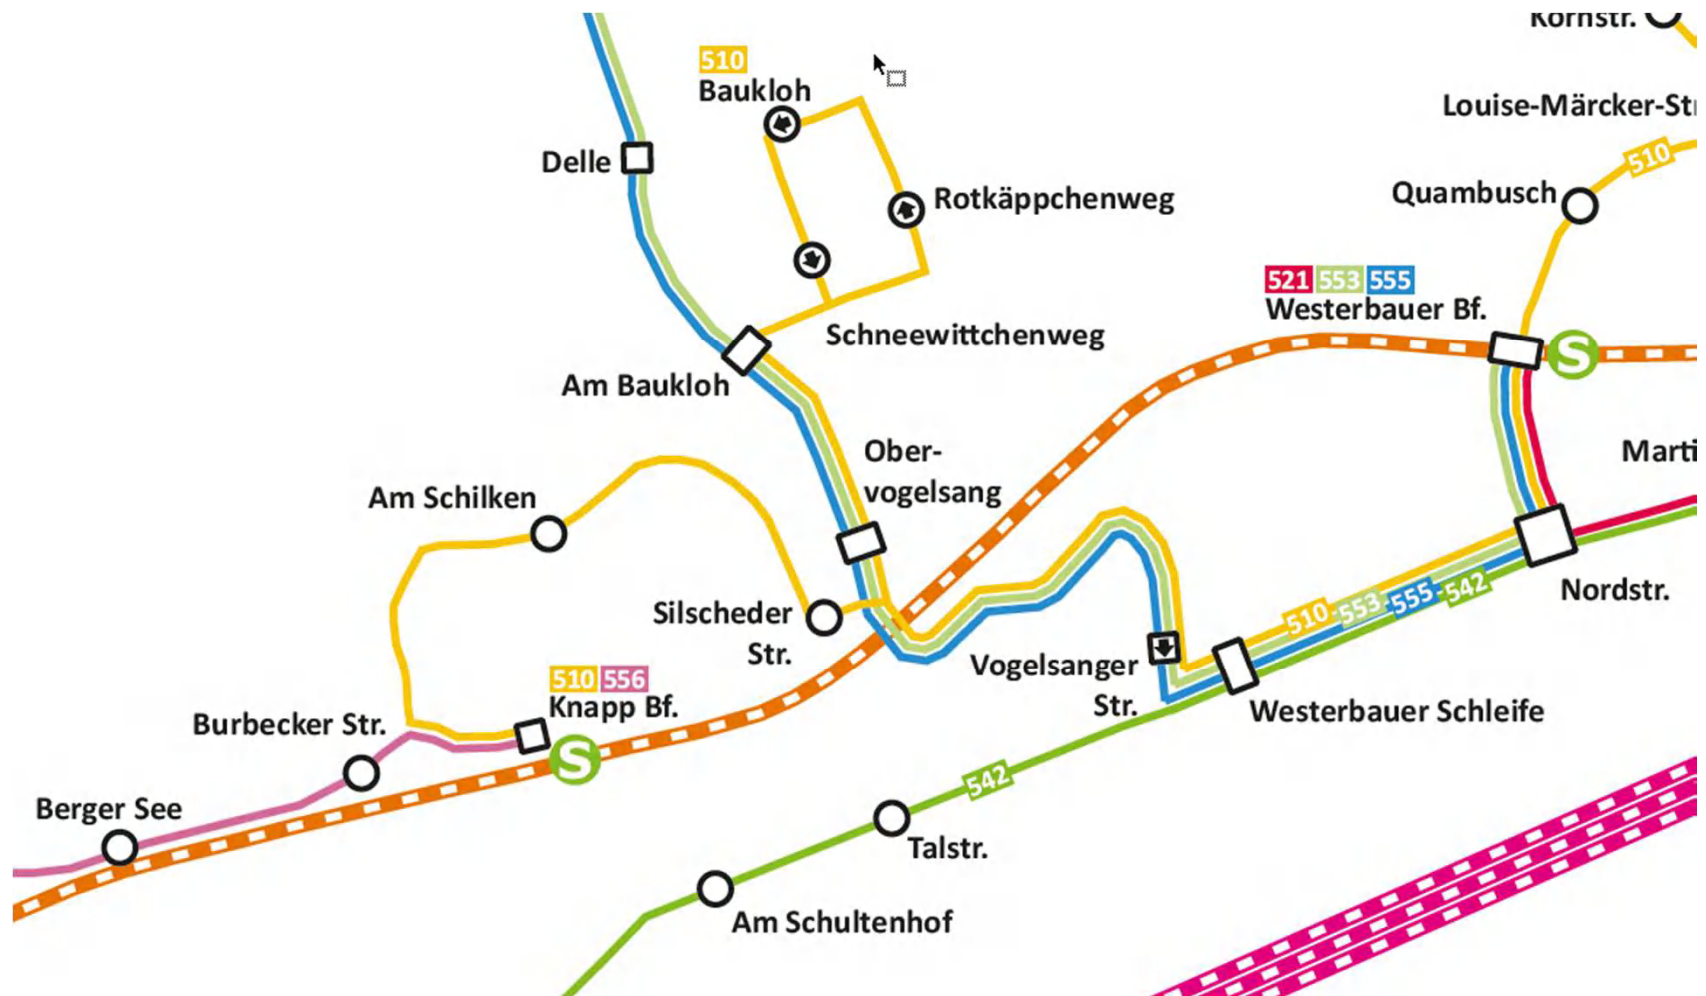 Kornstr.
510
Baukloh
Louise-Märcker-St
510
Delle
Quambusch
Rotkäppchenweg
521 553 555
Westerbauer Bf.
S
Schneewittchenweg
Am Baukloh
Ober-
vogelsang
Marti
Am Schilken
Nordstr.
510-553-555-542
Silscheder
Str.
Vogelsanger
Str.
510 556
Knapp Bf.
S
Westerbauer Schleife
Burbecker Str.
542
Berger See
Talstr.
Am Schultenhof